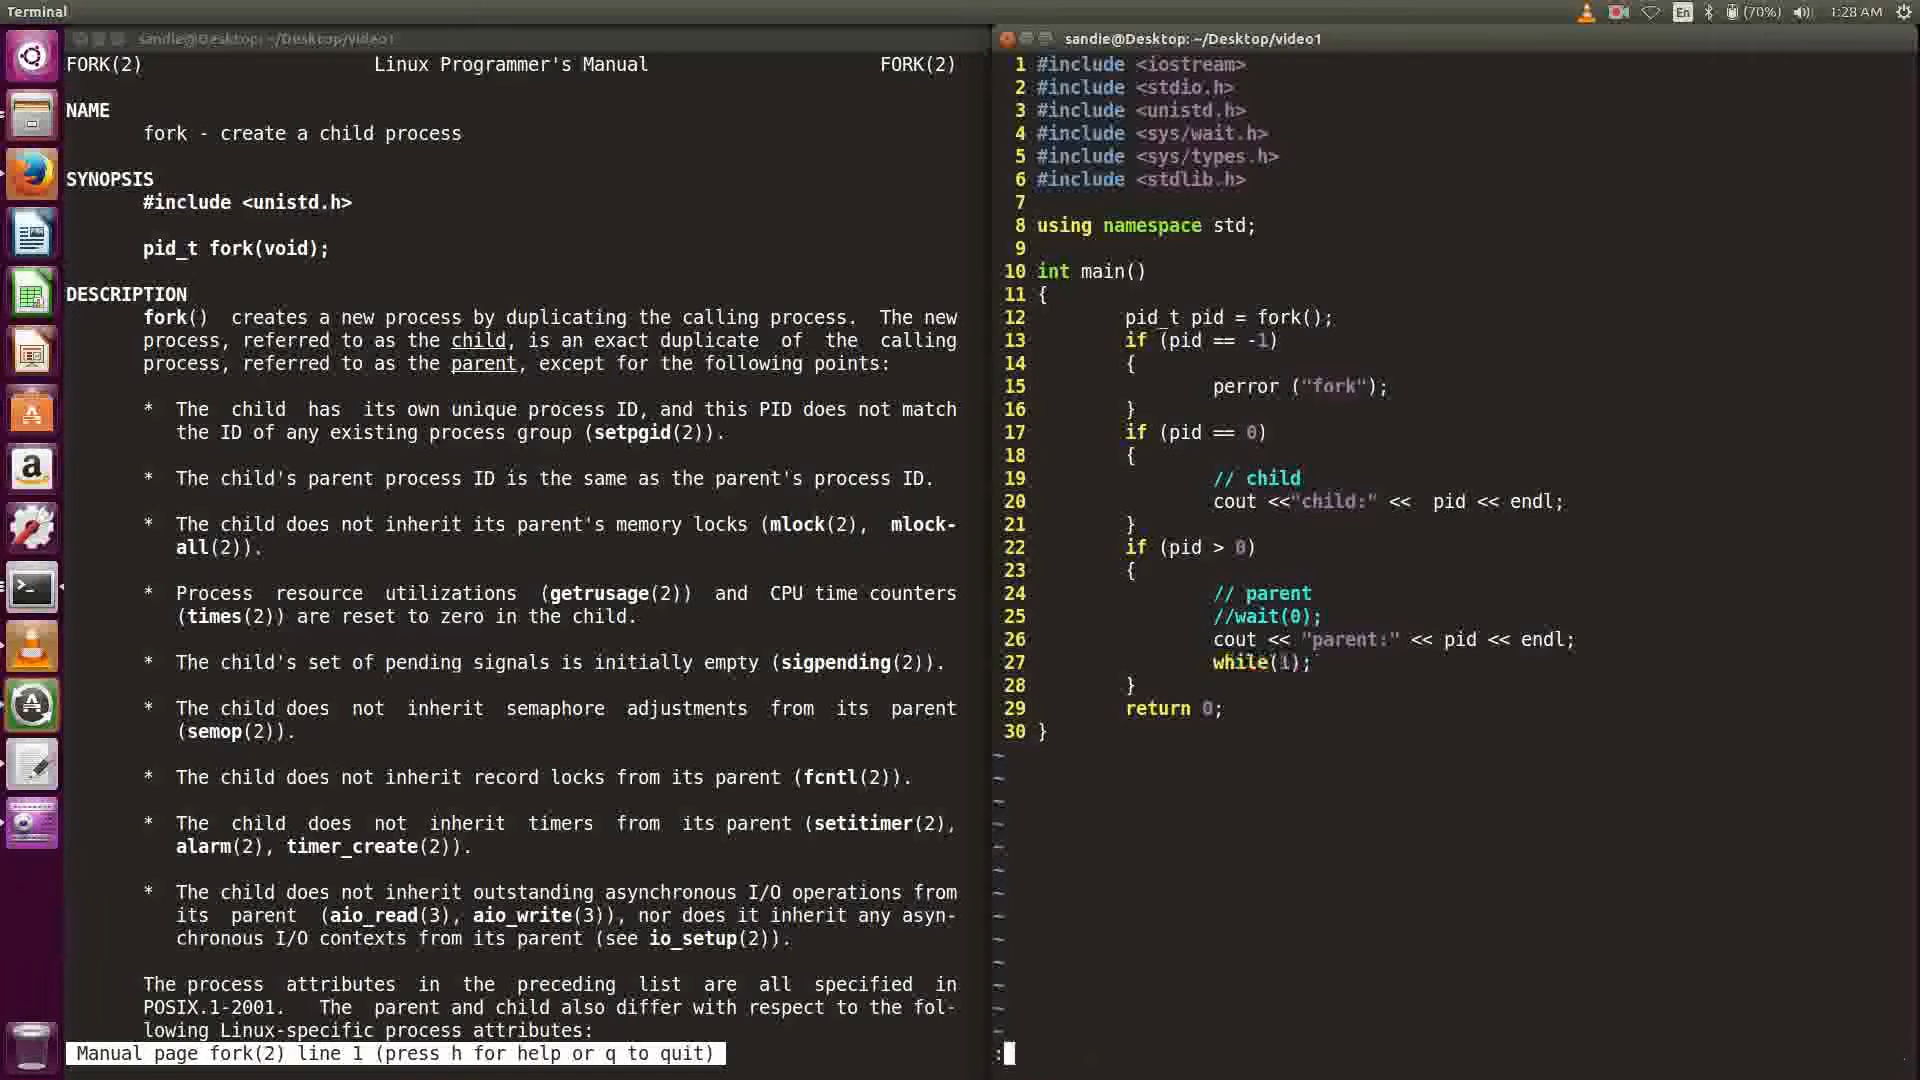 Terminal
En
(70%)
1:28 AM
sandie@Desktop: ~/Desktop/video1
FORK(2) Linux Programmer's Manual FORK(2)
NAME
fork - create a child process
SYNOPSIS
#include <unistd.h>
pid_t fork(void);
DESCRIPTION
fork() creates a new process by duplicating the calling process. The new
process, referred to as the child, is an exact duplicate of the calling
process, referred to as the parent, except for the following points:
* The child has its own unique process ID, and this PID does not match
the ID of any existing process group (setpgid(2)).
* The child's parent process ID is the same as the parent's process ID.
* The child does not inherit its parent's memory locks (mlock(2), mlock-
all(2)).
* Process resource utilizations (getrusage(2)) and CPU time counters
(times(2)) are reset to zero in the child.
* The child's set of pending signals is initially empty (sigpending(2)).
* The child does not inherit semaphore adjustments from its parent
(semop(2)).
* The child does not inherit record locks from its parent (fcntl(2)).
* The child does not inherit timers from its parent (setitimer(2),
alarm(2), timer_create(2)).
* The child does not inherit outstanding asynchronous I/O operations from
its parent (aio_read(3), aio_write(3)), nor does it inherit any asyn-
chronous I/O contexts from its parent (see io_setup(2)).
The process attributes in the preceding list are all specified in
POSIX.1-2001. The parent and child also differ with respect to the fol-
lowing Linux-specific process attributes:
Manual page fork(2) line 1 (press h for help or q to quit)
sandie@Desktop: ~/Desktop/video1
1 #include <iostream>
2 #include <stdio.h>
3 #include <unistd.h>
4 #include <sys/wait.h>
5 #include <sys/types.h>
6 #include <stdlib.h>
7
8 using namespace std;
9
10 int main()
11 {
12 pid_t pid = fork();
13 if (pid == -1)
14 {
15 perror ("fork");
16 }
17 if (pid == 0)
18 {
19 // child
20 cout <<"child:" << pid << endl;
21 }
22 if (pid > 0)
23 {
24 // parent
25 //wait(0);
26 cout << "parent:" << pid << endl;
27 while(1);
28 }
29 return 0;
30 }
~
~
~
~
~
~
~
~
~
~
~
~
~
: